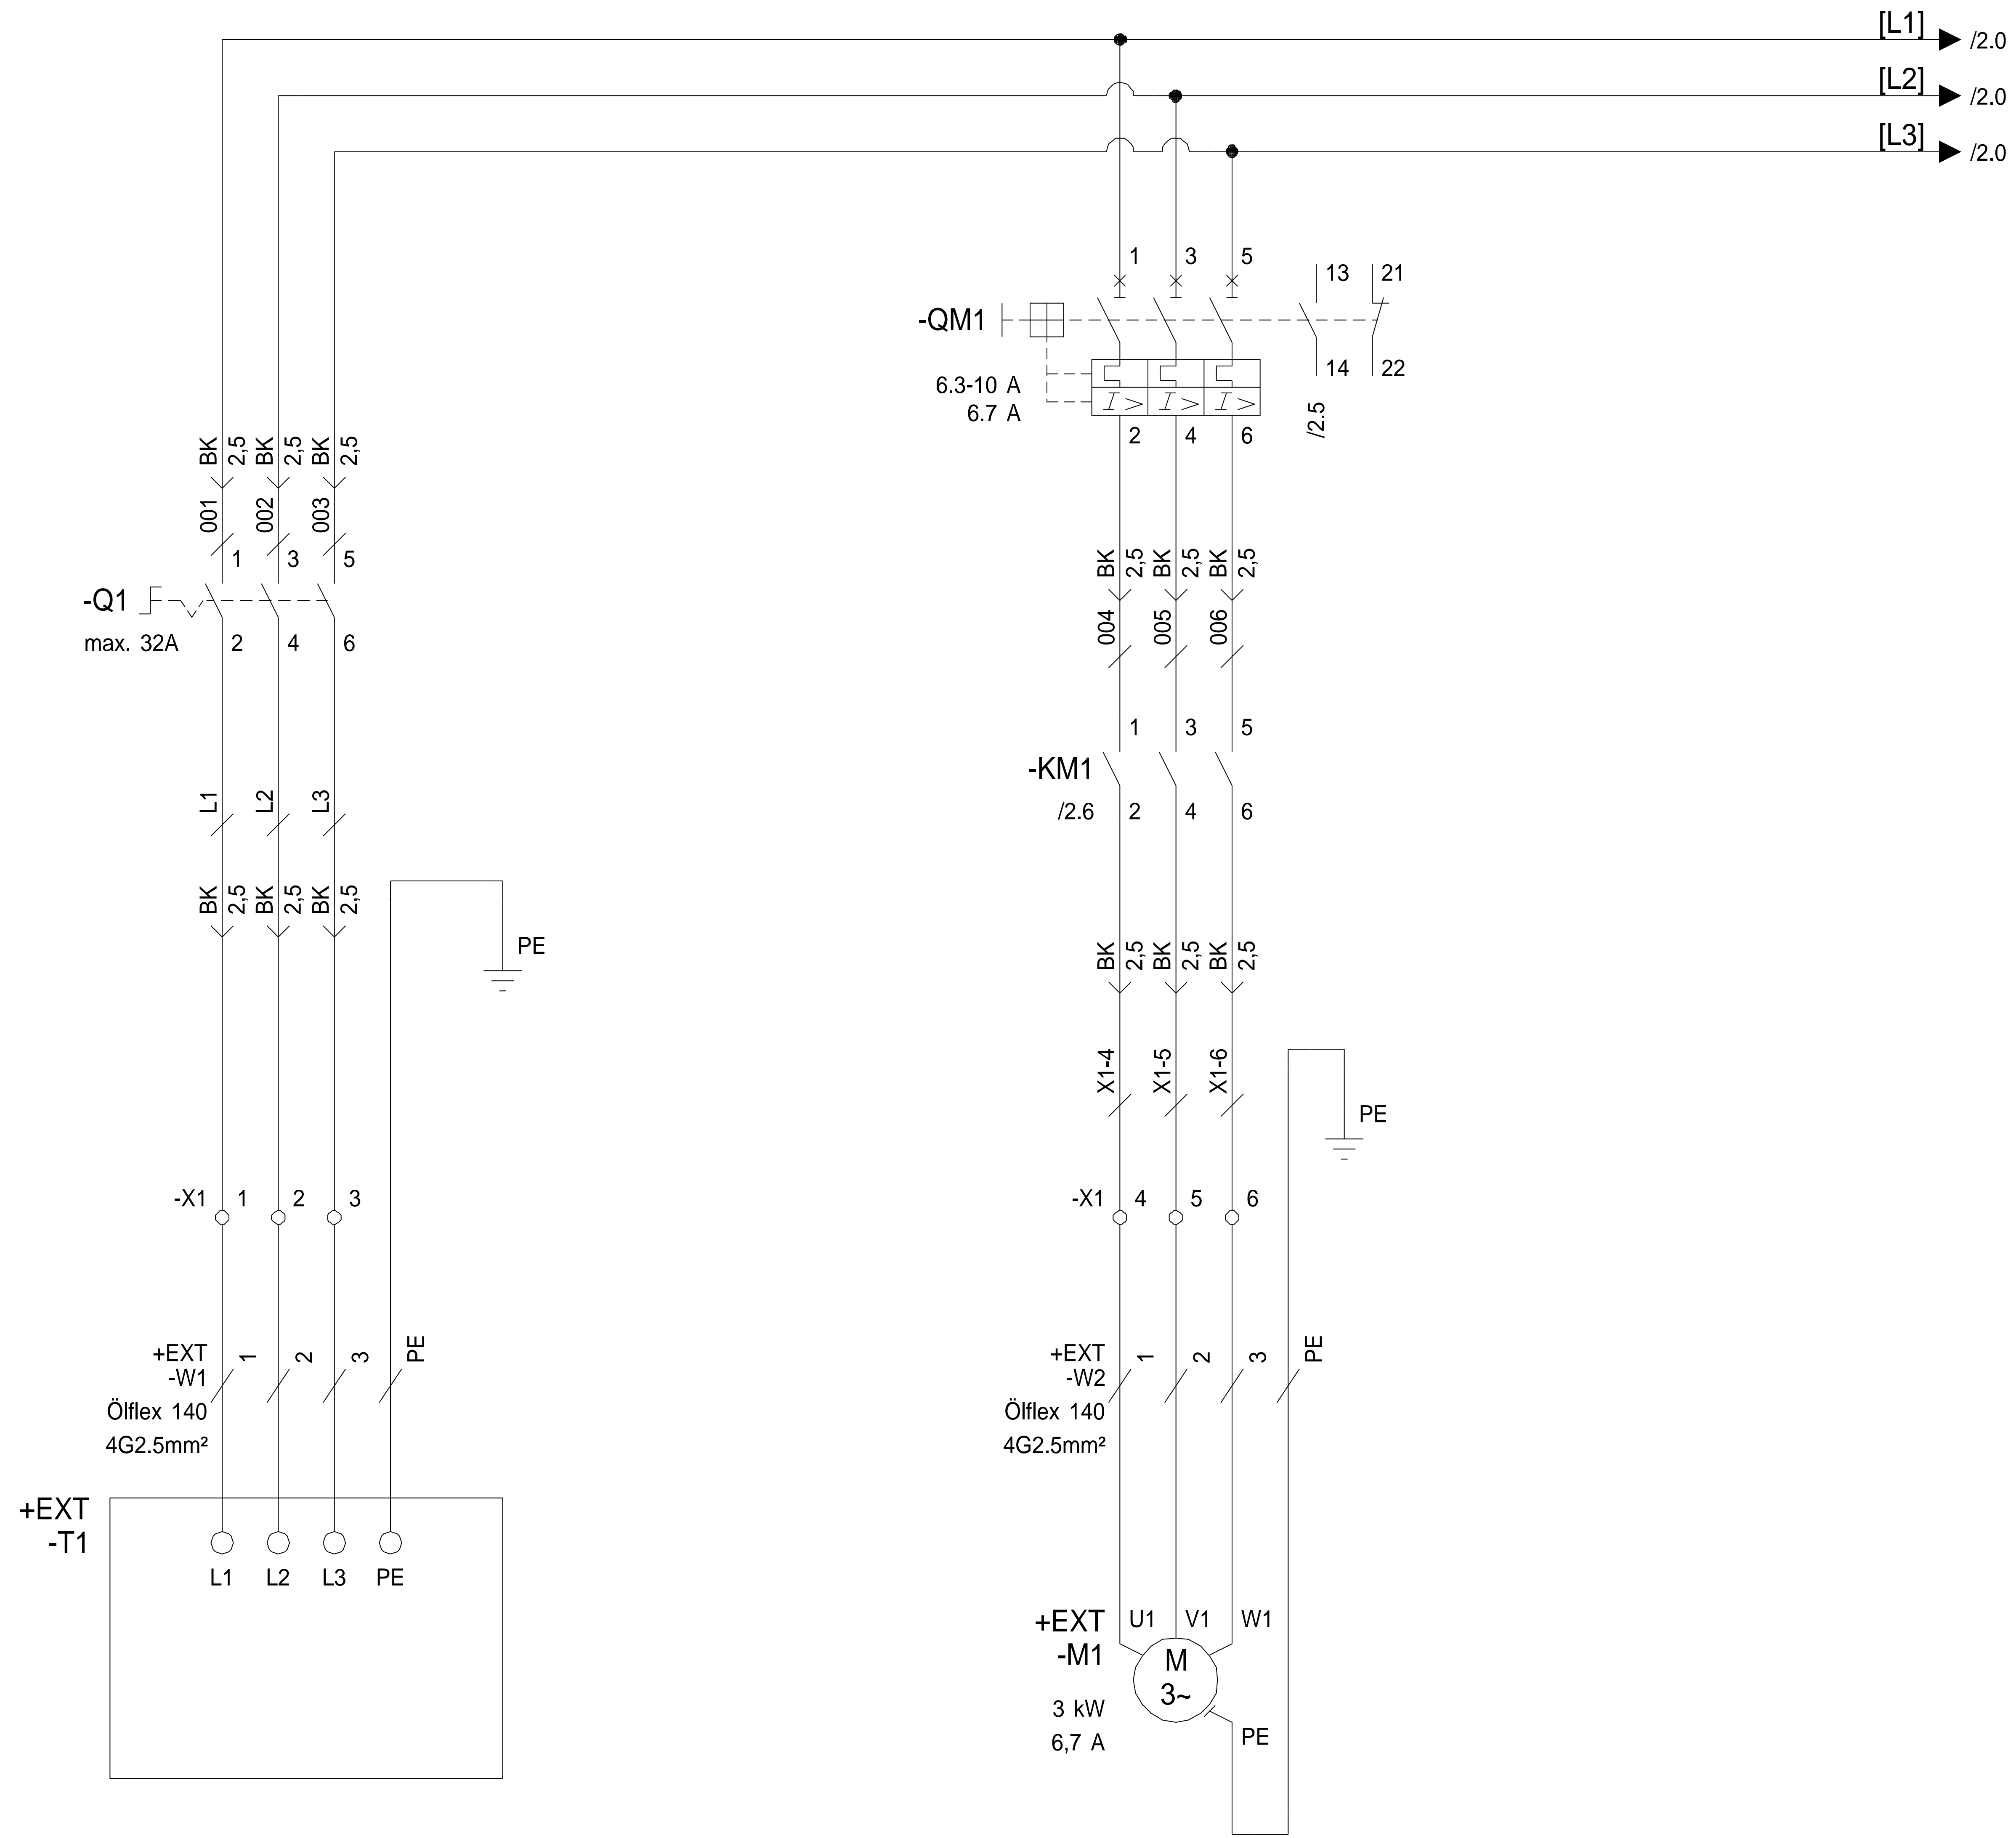 [L1]
/2.0
[L2]
/2.0
[L3]
/2.0
1 3 5 13 21
-QM1
14 22
6.3-10 A
6.7 A
/2.5
2 4 6
BK 2,5 BK 2,5 BK 2,5
001 002 003
1 3 5
-Q1
max. 32A
2 4 6
BK 2,5 BK 2,5 BK 2,5
004 005 006
1 3 5
-KM1
/2.6
2 4 6
L1 L2 L3
BK 2,5 BK 2,5 BK 2,5
PE
BK 2,5 BK 2,5 BK 2,5
X1-4 X1-5 X1-6
PE
-X1 1 2 3
-X1 4 5 6
+EXT
-W1
1 2 3 PE
Ölflex 140
4G2.5mm²
+EXT
-W2
1 2 3 PE
Ölflex 140
4G2.5mm²
+EXT
-T1
L1 L2 L3 PE
+EXT
-M1
U1 V1 W1
M
3~
3 kW
6,7 A
PE